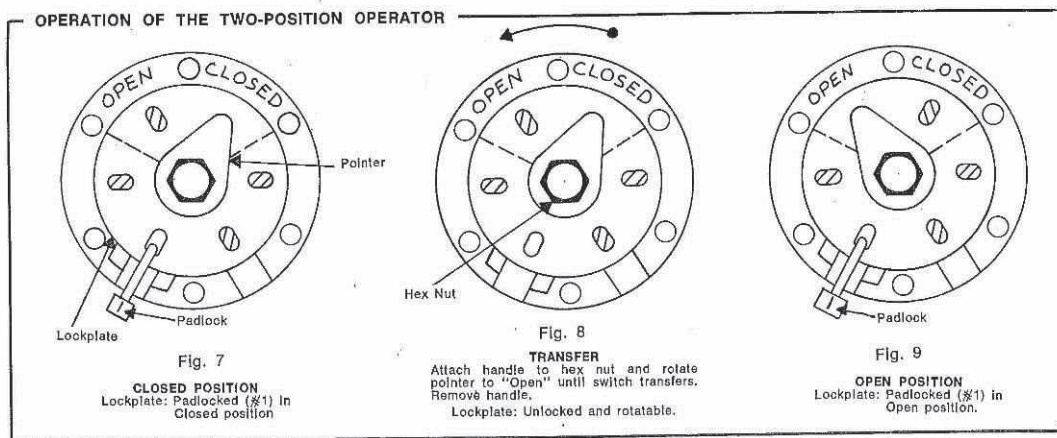 OPERATION OF THE TWO-POSITION OPERATOR
OPEN
CLOSED
Pointer
Lockplate
Padlock
Fig. 7
CLOSED POSITION
Lockplate: Padlocked (#1) in
Closed position
OPEN
CLOSED
Hex Nut
Fig. 8
TRANSFER
Attach handle to hex nut and rotate
pointer to "Open" until switch transfers.
Remove handle.
Lockplate: Unlocked and rotatable.
OPEN
CLOSED
Padlock
Fig. 9
OPEN POSITION
Lockplate: Padlocked (#1) in
Open position.